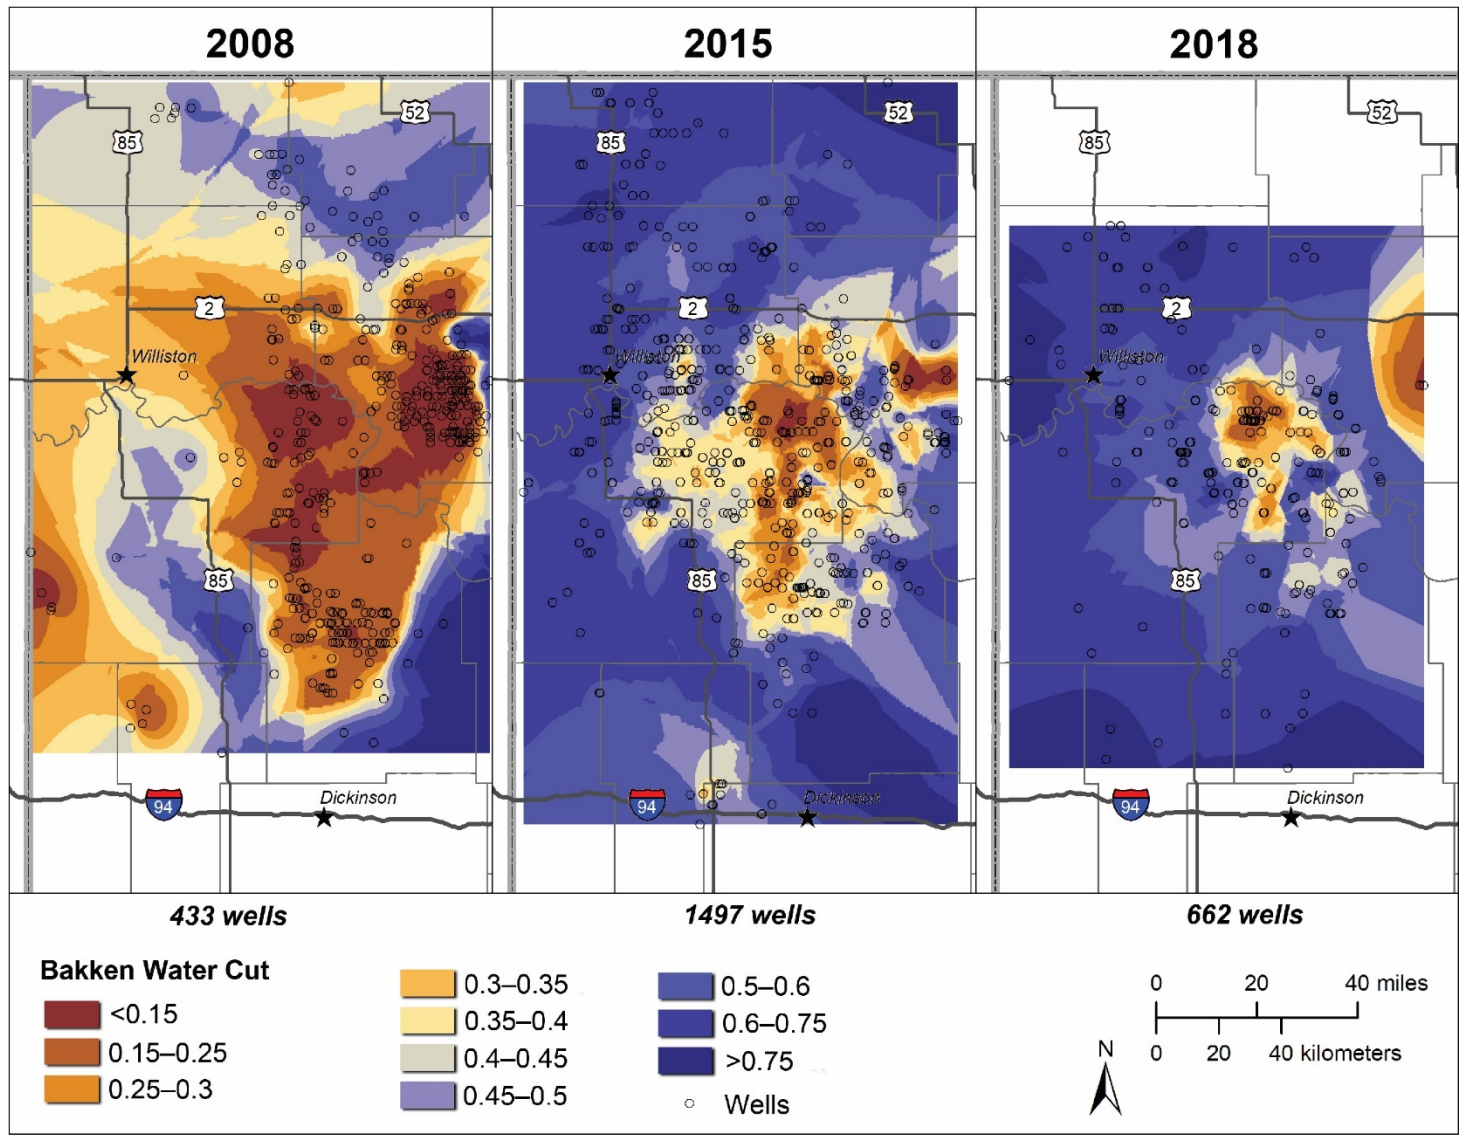 2008
2015
2018
52
85
2
Williston
85
94
Dickinson
52
85
2
Williston
85
94
Dickinson
52
85
2
Williston
85
94
Dickinson
433 wells
1497 wells
662 wells
Bakken Water Cut
<0.15
0.15–0.25
0.25–0.3
0.3–0.35
0.35–0.4
0.4–0.45
0.45–0.5
0.5–0.6
0.6–0.75
>0.75
Wells
0 20 40 miles
0 20 40 kilometers
N